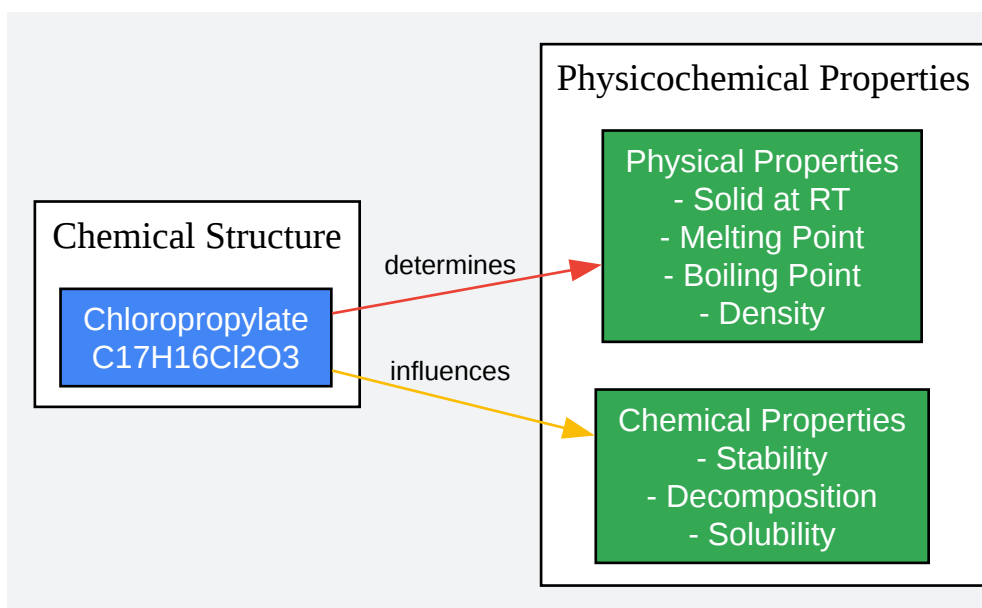 Chemical Structure
Chloropropylate
C17H16Cl2O3
determines
influences
Physicochemical Properties
Physical Properties
- Solid at RT
- Melting Point
- Boiling Point
- Density
Chemical Properties
- Stability
- Decomposition
- Solubility